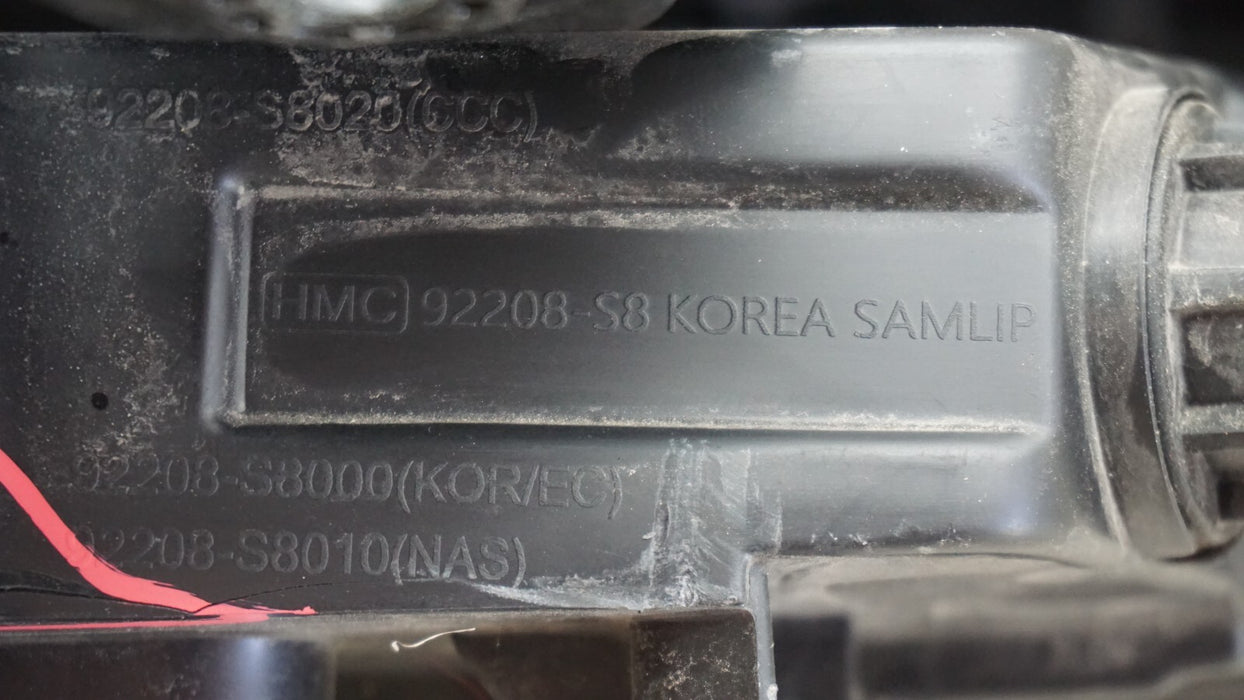 92208-S8020(CCC)
HMC 92208-S8 KOREA SAMLIP
92208-S8000(KOR/EC)
92208-S8010(NAS)